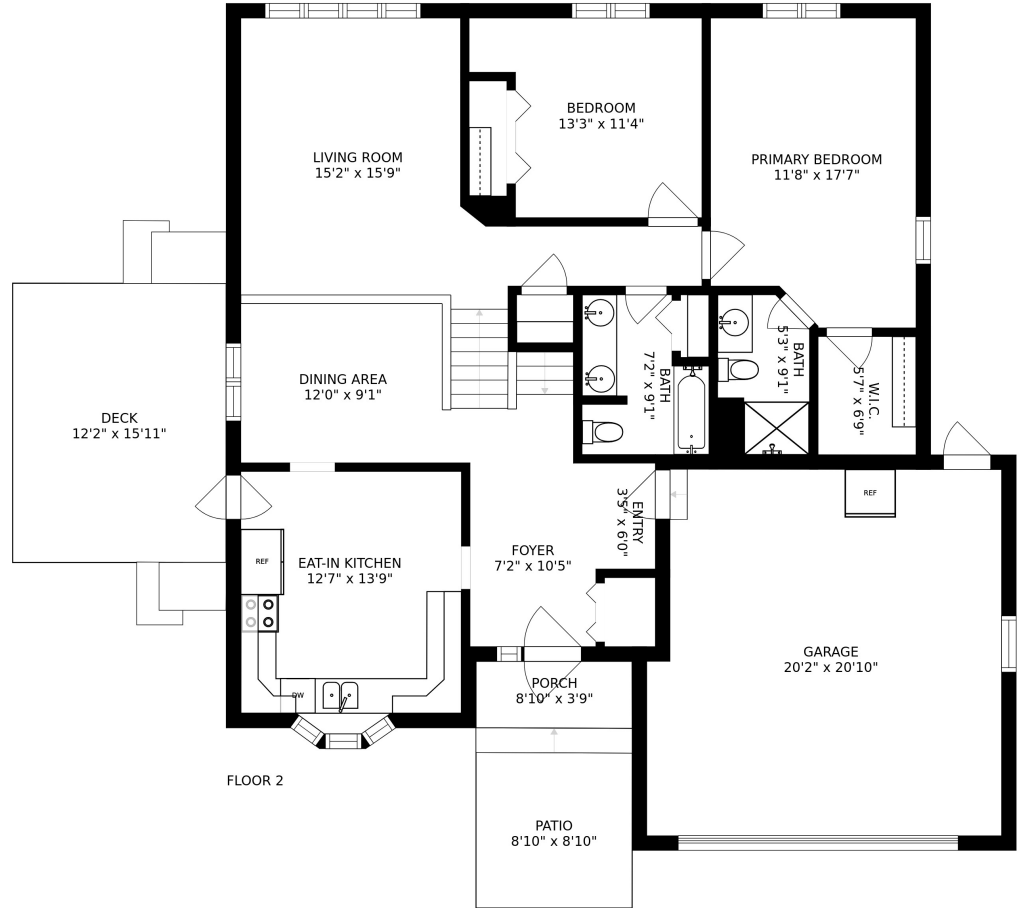 BEDROOM
13'3" x 11'4"
LIVING ROOM
15'2" x 15'9"
PRIMARY BEDROOM
11'8" x 17'7"
DINING AREA
12'0" x 9'1"
BATH
7'2" x 9'1"
BATH
5'3" x 9'1"
W.I.C.
5'7" x 6'9"
DECK
12'2" x 15'11"
REF
ENTRY
3'5" x 6'0"
FOYER
7'2" x 10'5"
REF
EAT-IN KITCHEN
12'7" x 13'9"
GARAGE
20'2" x 20'10"
DW
PORCH
8'10" x 3'9"
FLOOR 2
PATIO
8'10" x 8'10"